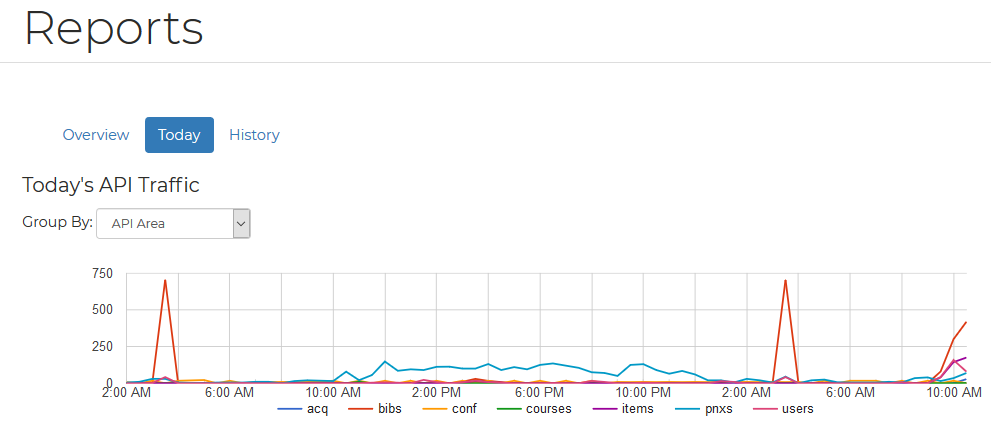 Reports
Overview Today History
Today's API Traffic
Group By: API Area
750
500
250
0
2:00 AM 6:00 AM 10:00 AM 2:00 PM 6:00 PM 10:00 PM 2:00 AM 6:00 AM 10:00 AM
acq bibs conf courses items pnxs users